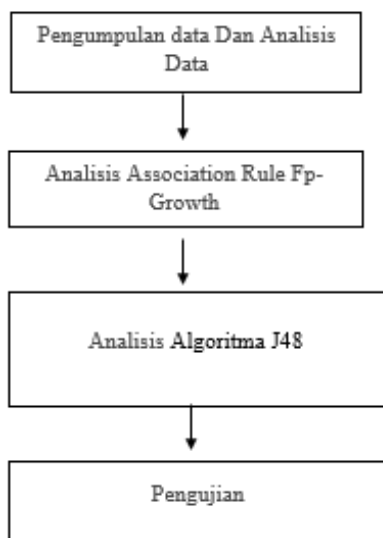 Pengumpulan data Dan Analisis
Data
Analisis Association Rule Fp-
Growth
Analisis Algoritma J48
Pengujian